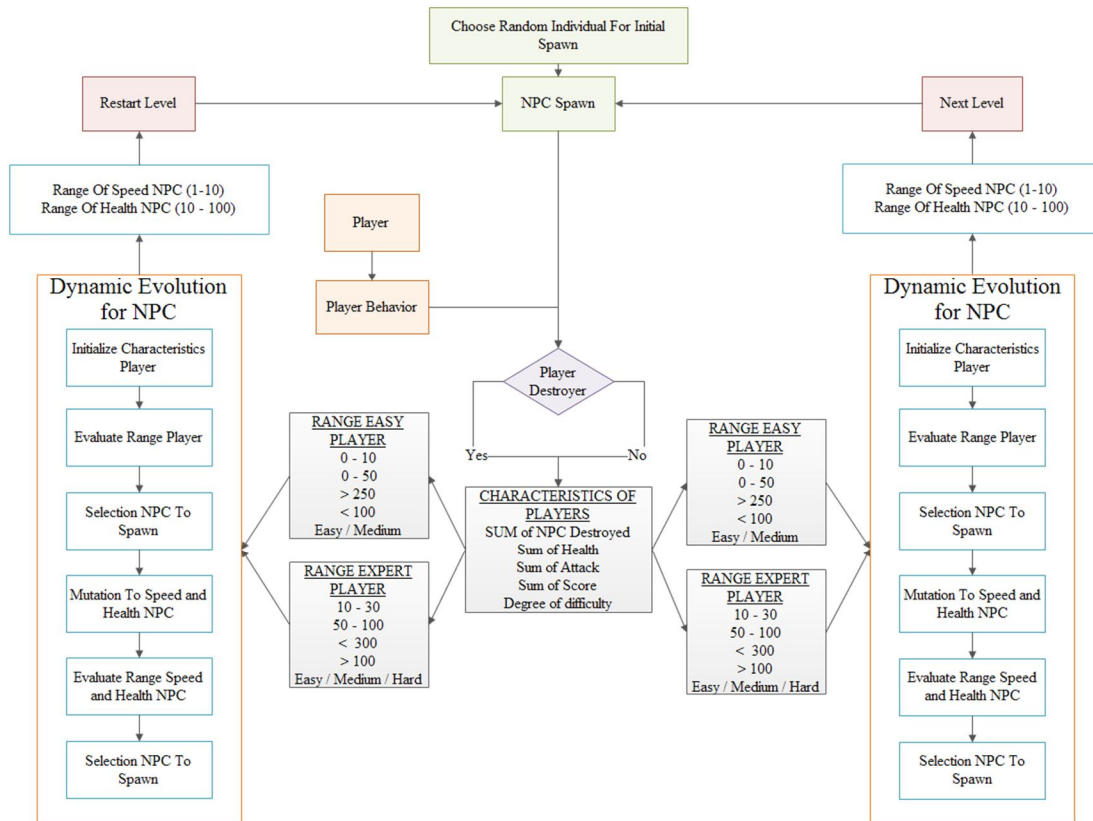 Choose Random Individual For Initial
Spawn
Restart Level
NPC Spawn
Next Level
Range Of Speed NPC (1-10)
Range Of Health NPC (10 - 100)
Range Of Speed NPC (1-10)
Range Of Health NPC (10 - 100)
Player
Player Behavior
Dynamic Evolution
for NPC
Initialize Characteristics
Player
Evaluate Range Player
Selection NPC To
Spawn
Mutation To Speed and
Health NPC
Evaluate Range Speed
and Health NPC
Selection NPC To
Spawn
Player
Destroyer
Yes
No
RANGE EASY
PLAYER
0 - 10
0 - 50
> 250
< 100
Easy / Medium
RANGE EXPERT
PLAYER
10 - 30
50 - 100
< 300
> 100
Easy / Medium / Hard
CHARACTERISTICS OF
PLAYERS
SUM of NPC Destroyed
Sum of Health
Sum of Attack
Sum of Score
Degree of difficulty
RANGE EASY
PLAYER
0 - 10
0 - 50
> 250
< 100
Easy / Medium
RANGE EXPERT
PLAYER
10 - 30
50 - 100
< 300
> 100
Easy / Medium / Hard
Dynamic Evolution
for NPC
Initialize Characteristics
Player
Evaluate Range Player
Selection NPC To
Spawn
Mutation To Speed and
Health NPC
Evaluate Range Speed
and Health NPC
Selection NPC To
Spawn